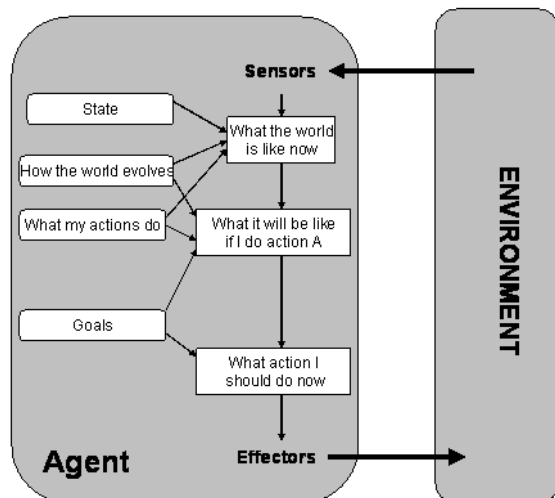 Sensors
State
What the world
is like now
How the world evolves
What my actions do
What it will be like
if I do action A
Goals
What action I
should do now
Agent
Effectors
ENVIRONMENT